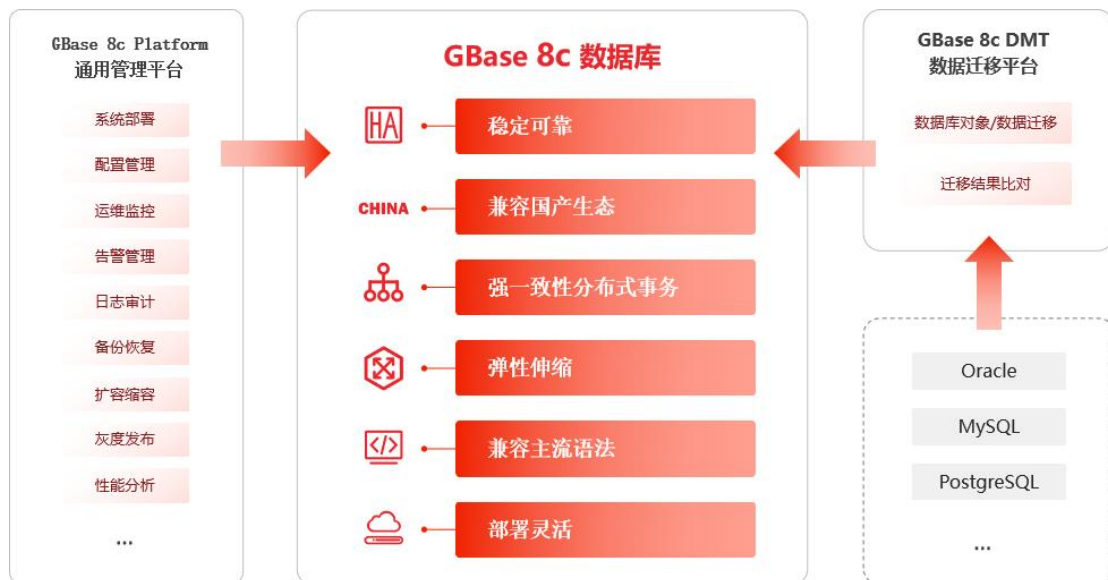 GBase 8c Platform
通用管理平台
系统部署
配置管理
运维监控
告警管理
日志审计
备份恢复
扩容缩容
灰度发布
性能分析
...
GBase 8c 数据库
HA
稳定可靠
CHINA
兼容国产生态
强一致性分布式事务
弹性伸缩
</>
兼容主流语法
部署灵活
GBase 8c DMT
数据迁移平台
数据库对象/数据迁移
迁移结果比对
Oracle
MySQL
PostgreSQL
...